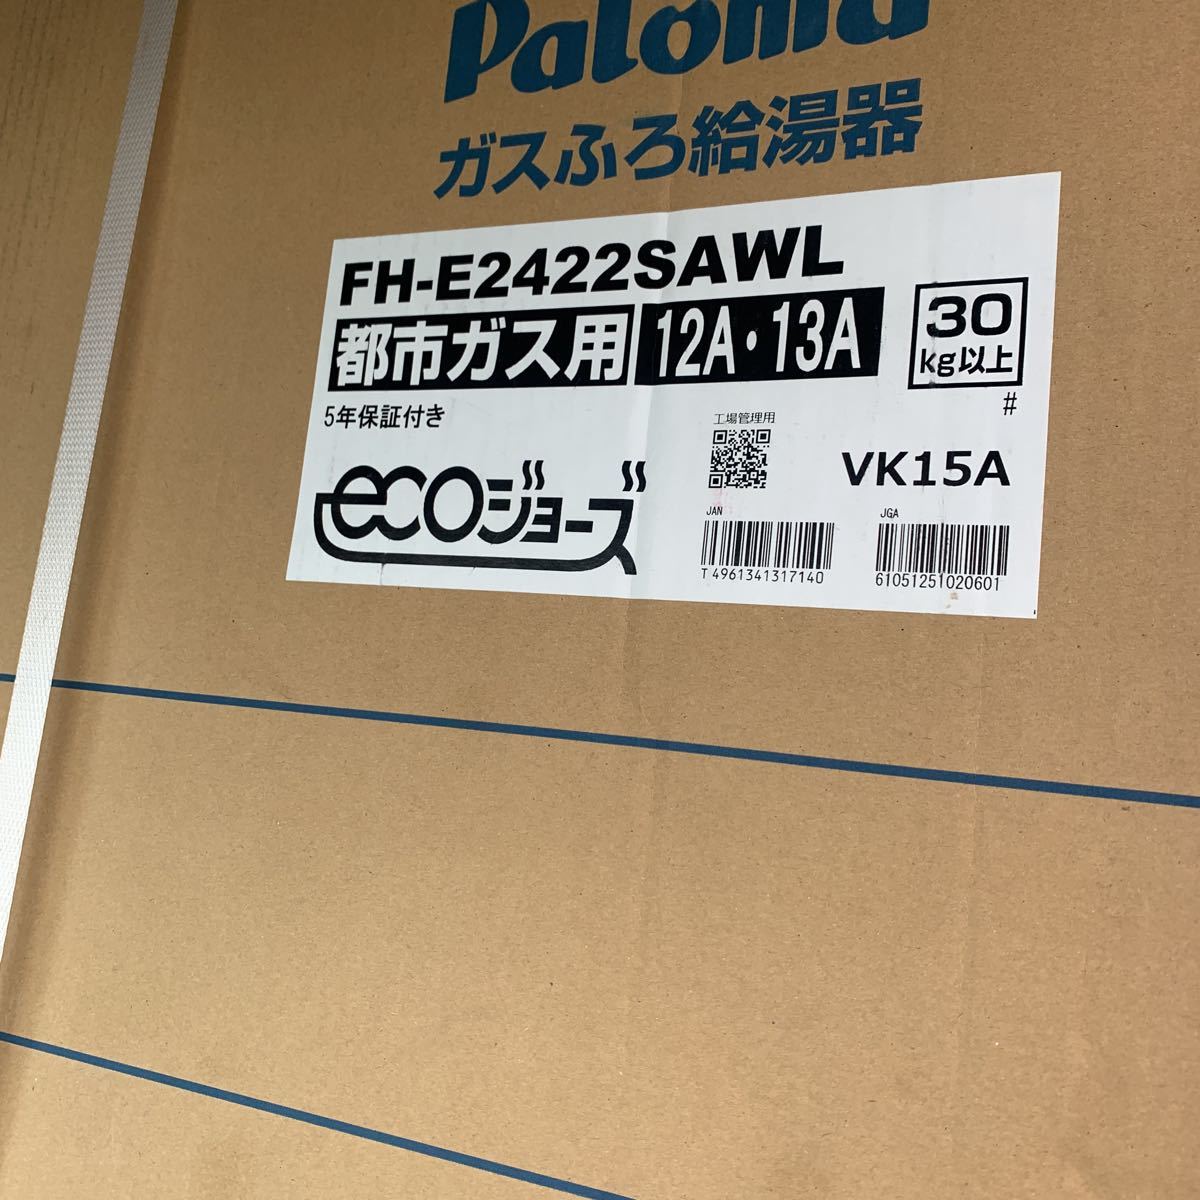 Paloma
ガスふろ給湯器
FH-E2422SAWL
都市ガス用 12A・13A
30
kg以上
5年保証付き
#
工場管理用
VK15A
ecoジョーズ
JAN
T4961341317140
JGA
61051251020601